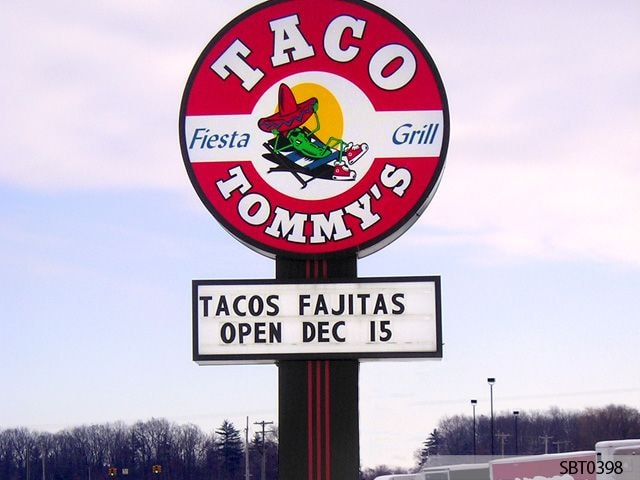 TACO
Fiesta Grill
TOMMY'S
TACOS FAJITAS
OPEN DEC 15
SBT0398